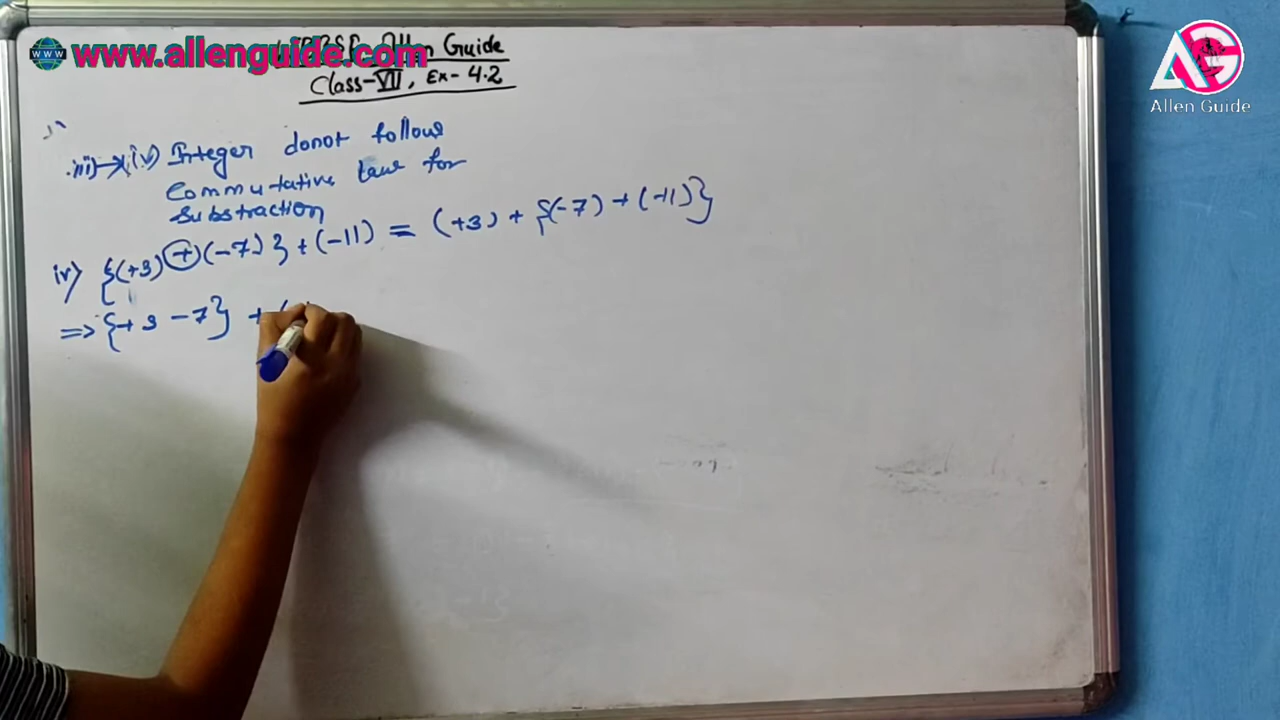 www.allenguide.com
Allen Guide
Class-VII, Ex- 4.2
Allen Guide
iii) → iv) Integer donot follow
Commutative law for
Substraction
iv) {(+3) + (-7)} + (-11) = (+3) + {(-7) + (-11)}
⇒ {+3 - 7} + (